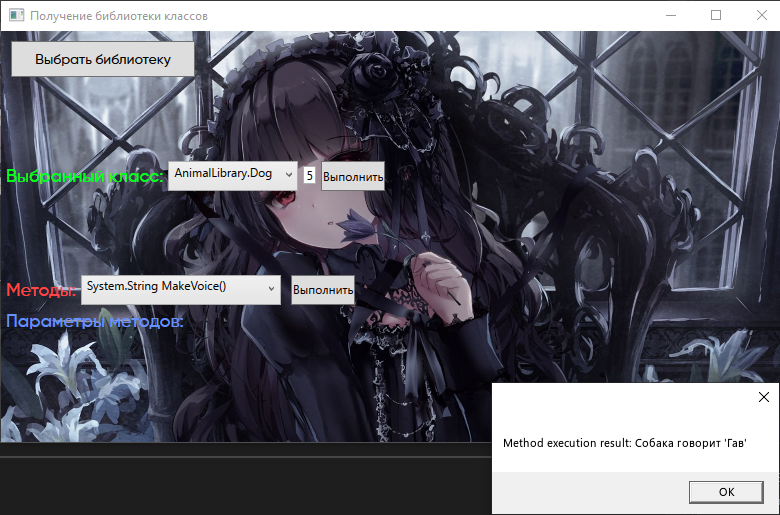 Получение библиотеки классов
Выбрать библиотеку
Выбранный класс: AnimalLibrary.Dog 5 Выполнить
Методы: System.String MakeVoice() Выполнить
Параметры методов:
Method execution result: Собака говорит 'Гав'
OK